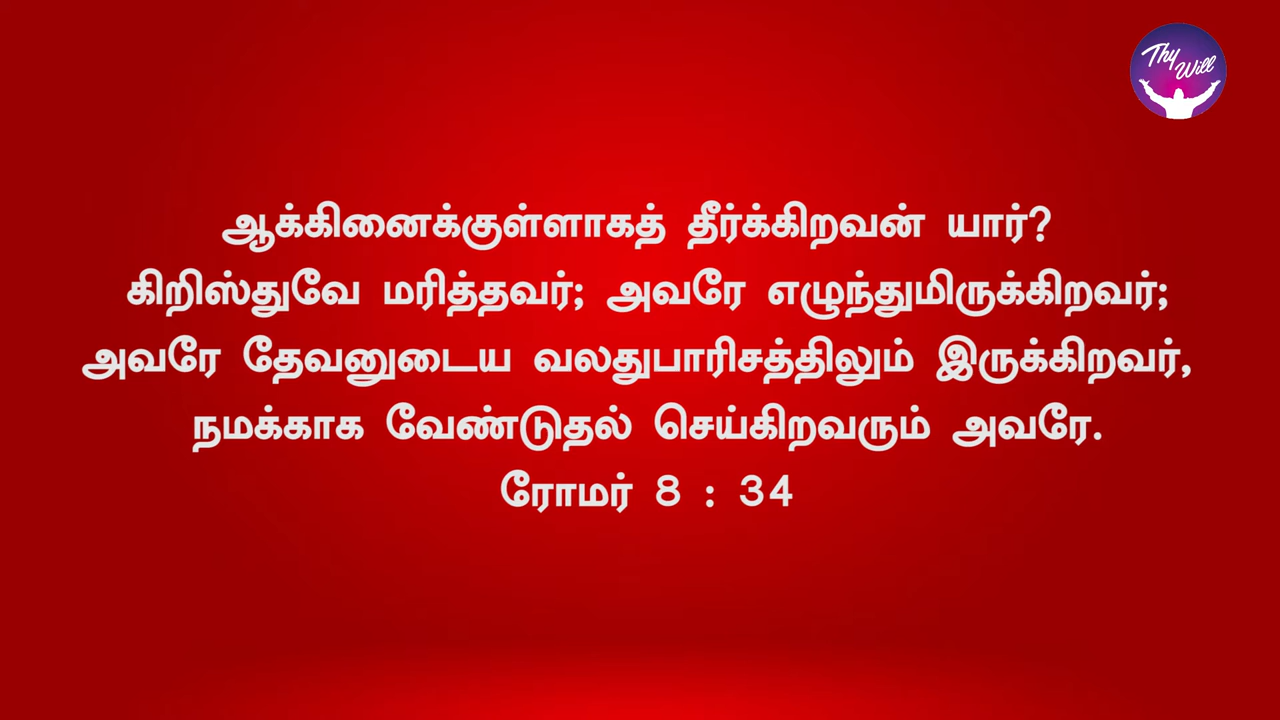 Thy
Will
ஆக்கினைக்குள்ளாகத் தீர்க்கிறவன் யார்?
கிறிஸ்துவே மரித்தவர்; அவரே எழுந்துமிருக்கிறவர்;
அவரே தேவனுடைய வலதுபாரிசத்திலும் இருக்கிறவர்,
நமக்காக வேண்டுதல் செய்கிறவரும் அவரே.
ரோமர் 8 : 34